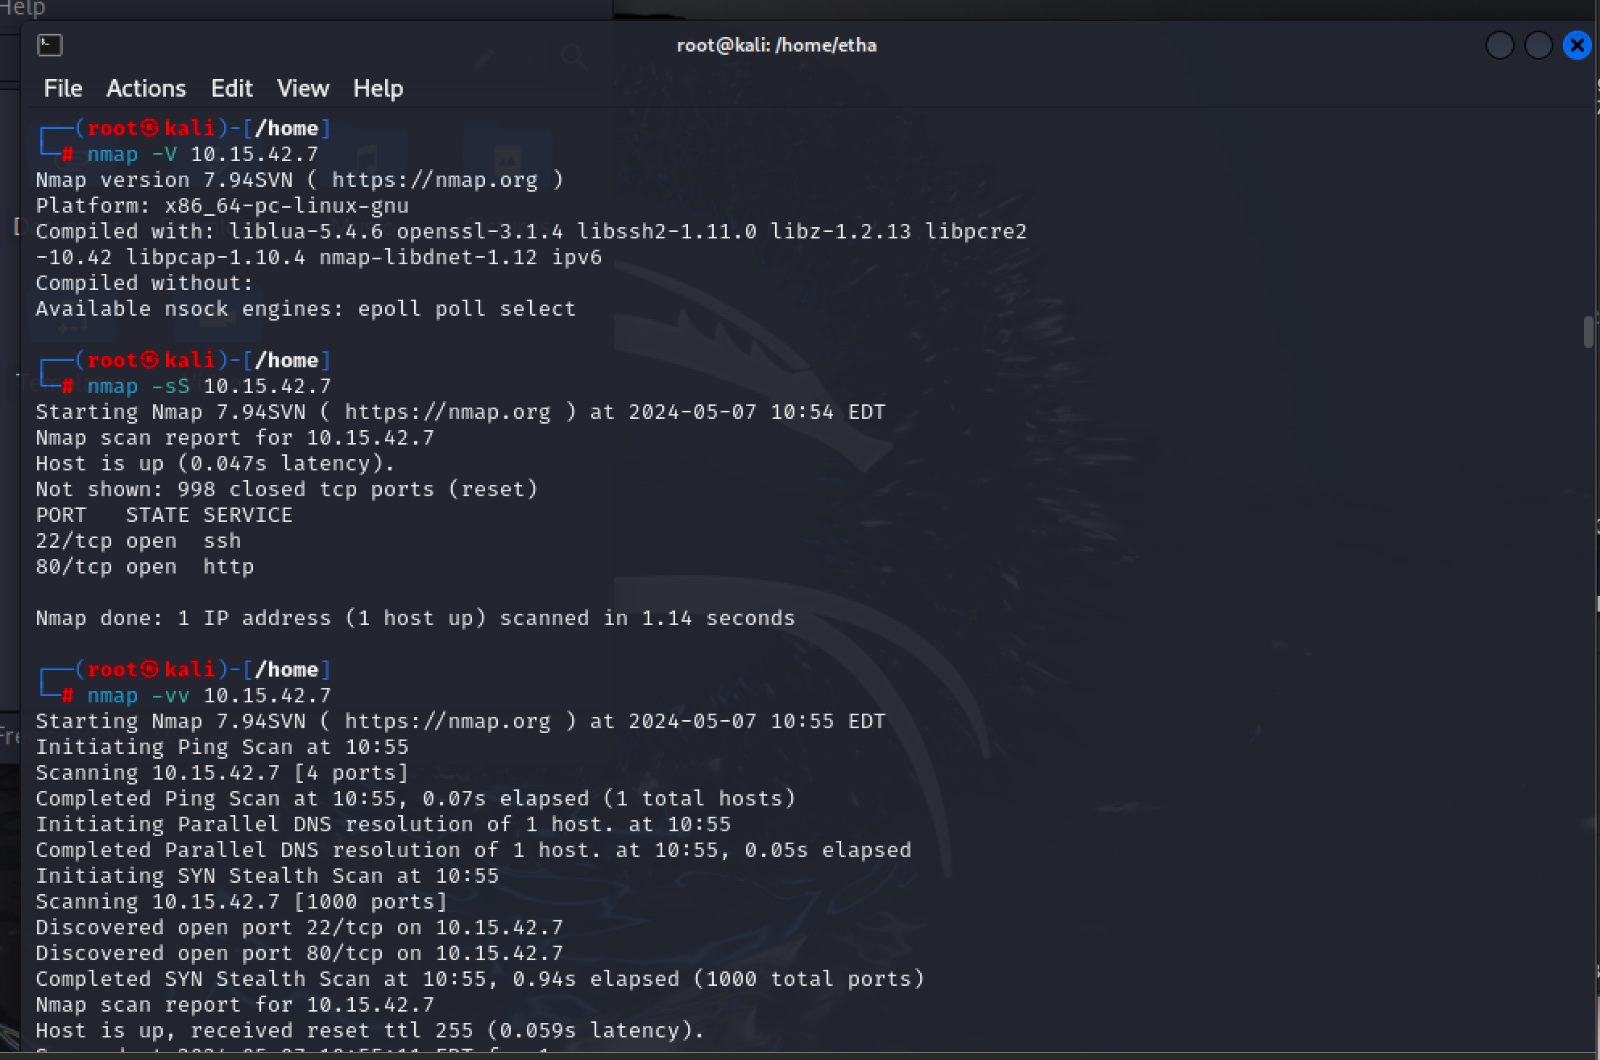 Help
root@kali: /home/etha
File Actions Edit View Help
┌──(root㉿kali)-[/home]
└─# nmap -V 10.15.42.7
Nmap version 7.94SVN ( https://nmap.org )
Platform: x86_64-pc-linux-gnu
Compiled with: liblua-5.4.6 openssl-3.1.4 libssh2-1.11.0 libz-1.2.13 libpcre2
-10.42 libpcap-1.10.4 nmap-libdnet-1.12 ipv6
Compiled without:
Available nsock engines: epoll poll select
┌──(root㉿kali)-[/home]
└─# nmap -sS 10.15.42.7
Starting Nmap 7.94SVN ( https://nmap.org ) at 2024-05-07 10:54 EDT
Nmap scan report for 10.15.42.7
Host is up (0.047s latency).
Not shown: 998 closed tcp ports (reset)
PORT   STATE SERVICE
22/tcp open  ssh
80/tcp open  http
Nmap done: 1 IP address (1 host up) scanned in 1.14 seconds
┌──(root㉿kali)-[/home]
└─# nmap -vv 10.15.42.7
Starting Nmap 7.94SVN ( https://nmap.org ) at 2024-05-07 10:55 EDT
Initiating Ping Scan at 10:55
Scanning 10.15.42.7 [4 ports]
Completed Ping Scan at 10:55, 0.07s elapsed (1 total hosts)
Initiating Parallel DNS resolution of 1 host. at 10:55
Completed Parallel DNS resolution of 1 host. at 10:55, 0.05s elapsed
Initiating SYN Stealth Scan at 10:55
Scanning 10.15.42.7 [1000 ports]
Discovered open port 22/tcp on 10.15.42.7
Discovered open port 80/tcp on 10.15.42.7
Completed SYN Stealth Scan at 10:55, 0.94s elapsed (1000 total ports)
Nmap scan report for 10.15.42.7
Host is up, received reset ttl 255 (0.059s latency).